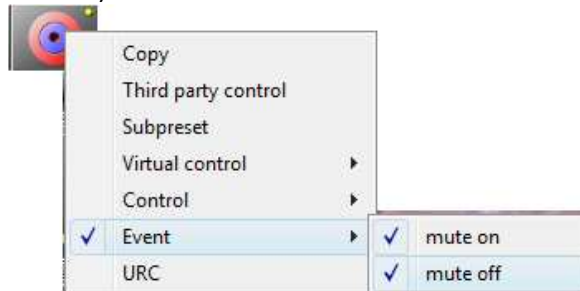 Copy
Third party control
Subpreset
Virtual control
Control
Event
mute on
URC
mute off